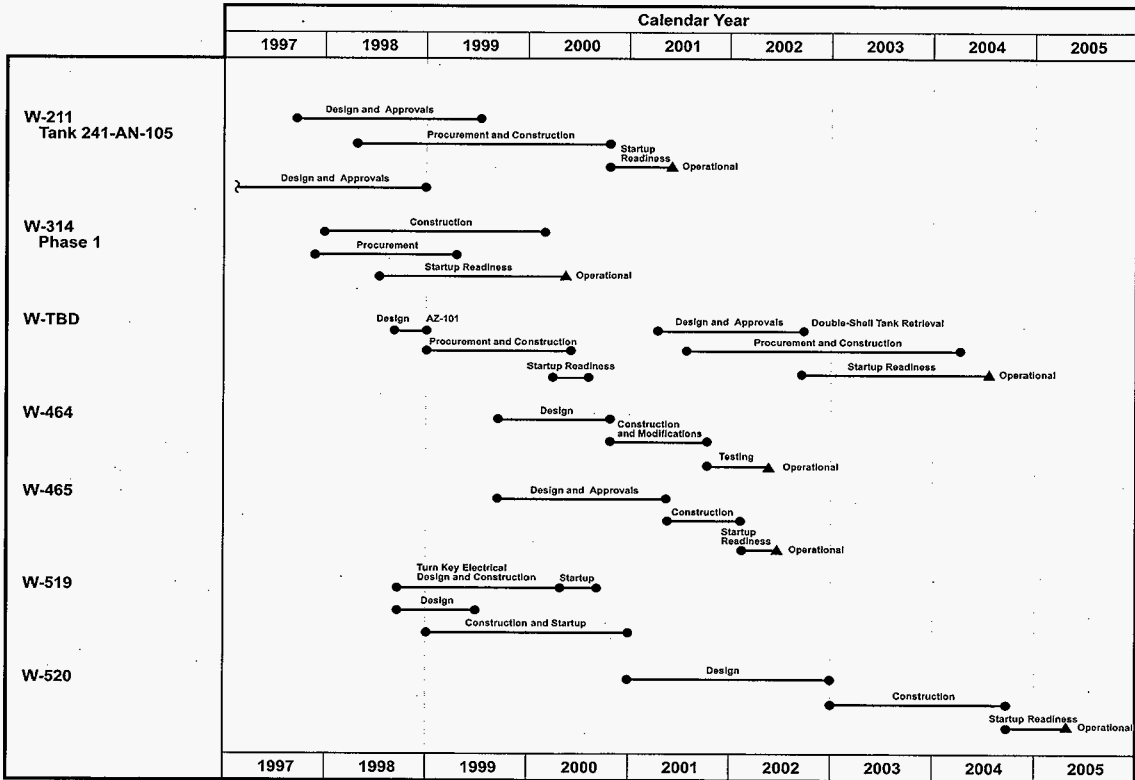 Calendar Year
1997 1998 1999 2000 2001 2002 2003 2004 2005
W-211
Tank 241-AN-105
Design and Approvals
Procurement and Construction
Startup
Readiness
Operational
Design and Approvals
W-314
Phase 1
Construction
Procurement
Startup Readiness
Operational
W-TBD
Design
AZ-101
Procurement and Construction
Startup Readiness
Design and Approvals
Double-Shell Tank Retrieval
Procurement and Construction
Startup Readiness
Operational
W-464
Design
Construction
and Modifications
Testing
Operational
W-465
Design and Approvals
Construction
Startup
Readiness
Operational
W-519
Turn Key Electrical
Design and Construction
Startup
Design
Construction and Startup
W-520
Design
Construction
Startup Readiness
Operational
1997 1998 1999 2000 2001 2002 2003 2004 2005